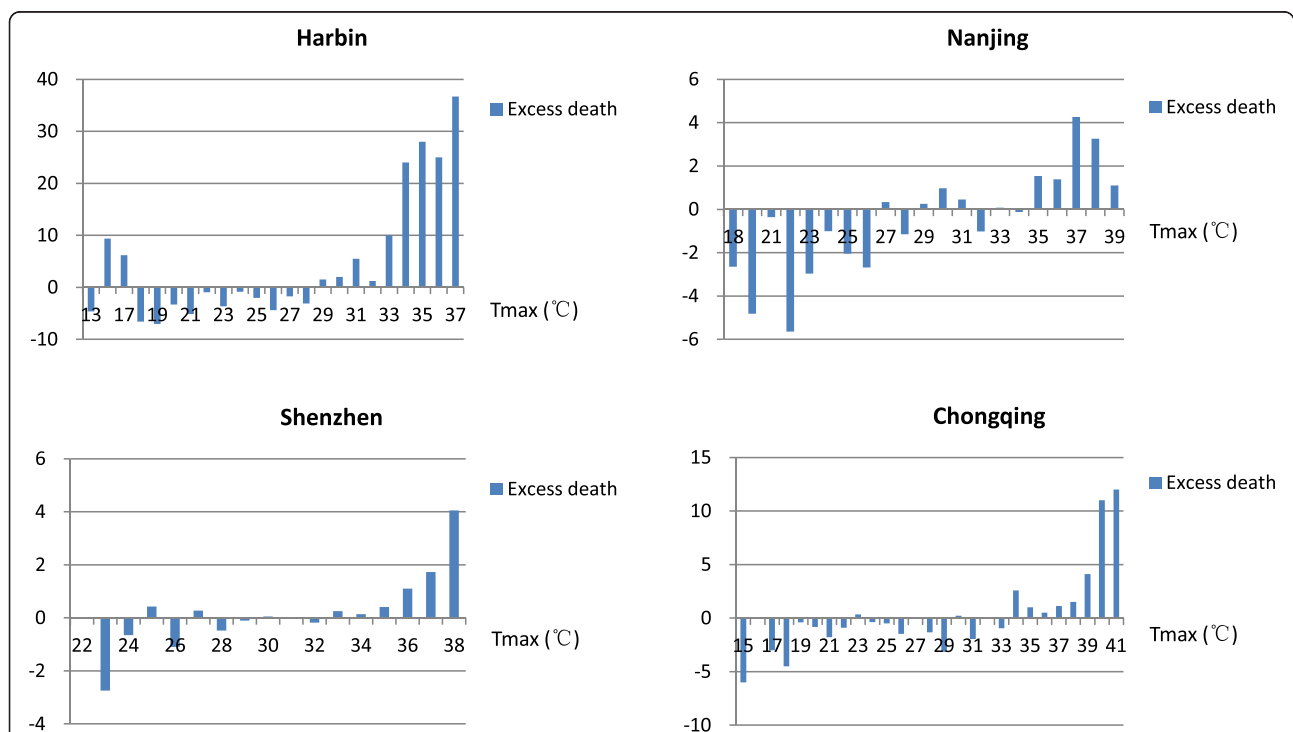 Harbin
40
30
20
10
0
-10
13 17 19 21 23 25 27 29 31 33 35 37
Excess death
Tmax (℃)
Nanjing
6
4
2
0
-2
-4
-6
18 21 23 25 27 29 31 33 35 37 39
Excess death
Tmax (℃)
Shenzhen
6
4
2
0
-2
-4
22 24 26 28 30 32 34 36 38
Excess death
Tmax (℃)
Chongqing
15
10
5
0
-5
-10
15 17 19 21 23 25 27 29 31 33 35 37 39 41
Excess death
Tmax (℃)